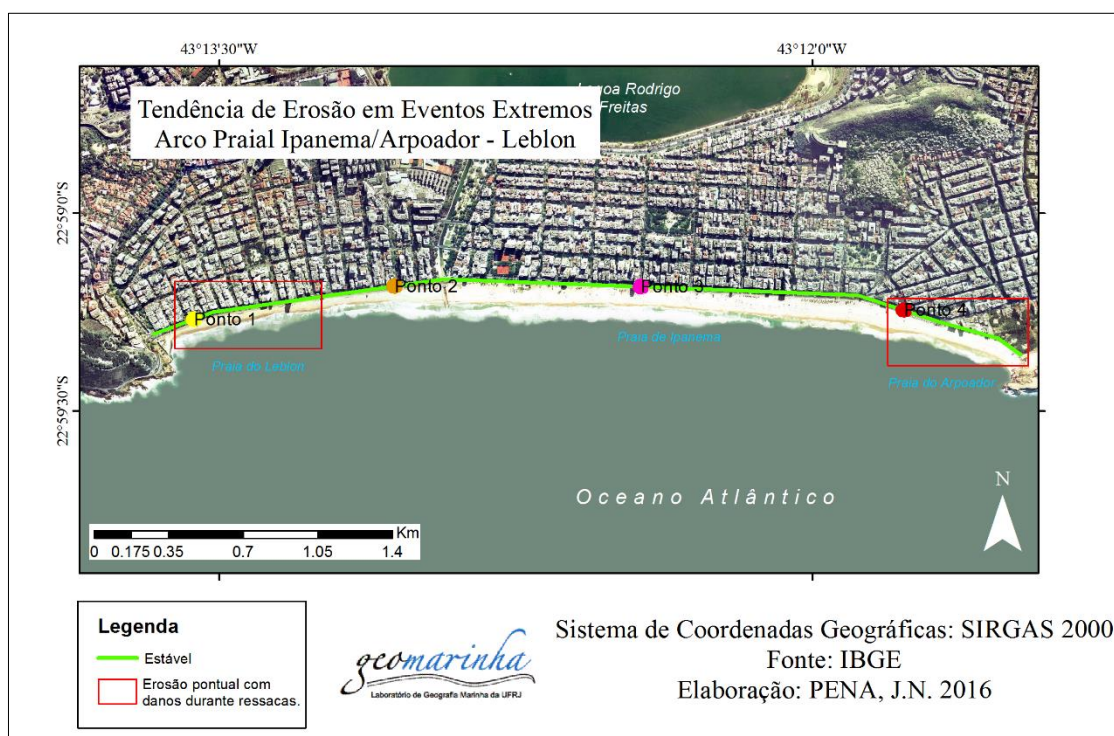 43°13'30"W
43°12'0"W
Tendência de Erosão em Eventos Extremos
Arco Praial Ipanema/Arpoador - Leblon
Lagoa Rodrigo
Freitas
22°59'0"S
22°59'30"S
Ponto 1
Ponto 2
Ponto 3
Ponto 4
Praia do Leblon
Praia de Ipanema
Praia do Arpoador
Oceano Atlântico
N
Km
0 0.175 0.35 0.7 1.05 1.4
Legenda
Estável
Erosão pontual com
danos durante ressacas.
geomarinha
Laboratório de Geografia Marinha da UFRJ
Sistema de Coordenadas Geográficas: SIRGAS 2000
Fonte: IBGE
Elaboração: PENA, J.N. 2016